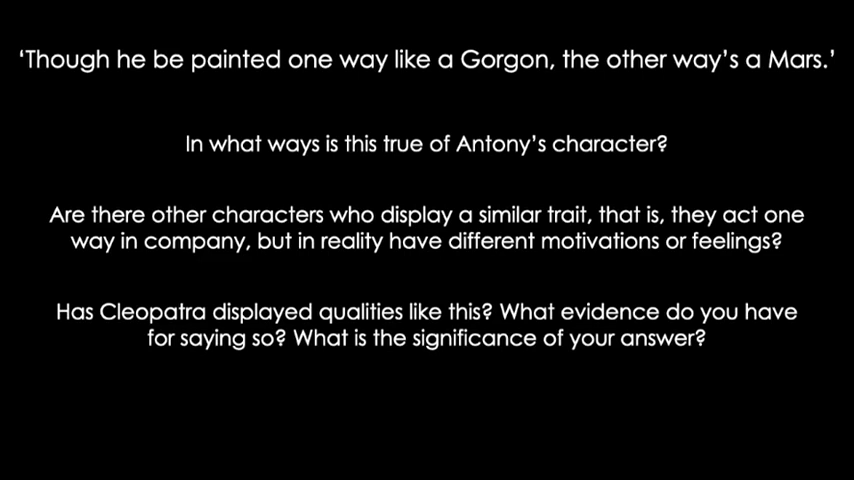 ‘Though he be painted one way like a Gorgon, the other way’s a Mars.’
In what ways is this true of Antony’s character?
Are there other characters who display a similar trait, that is, they act one
way in company, but in reality have different motivations or feelings?
Has Cleopatra displayed qualities like this? What evidence do you have
for saying so? What is the significance of your answer?